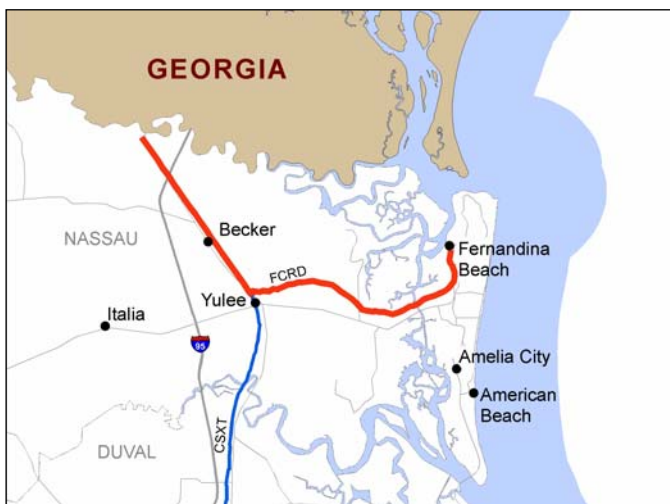 GEORGIA
Becker
NASSAU
FCRD
Fernandina
Beach
Yulee
Italia
95
Amelia City
American
Beach
CSXT
DUVAL